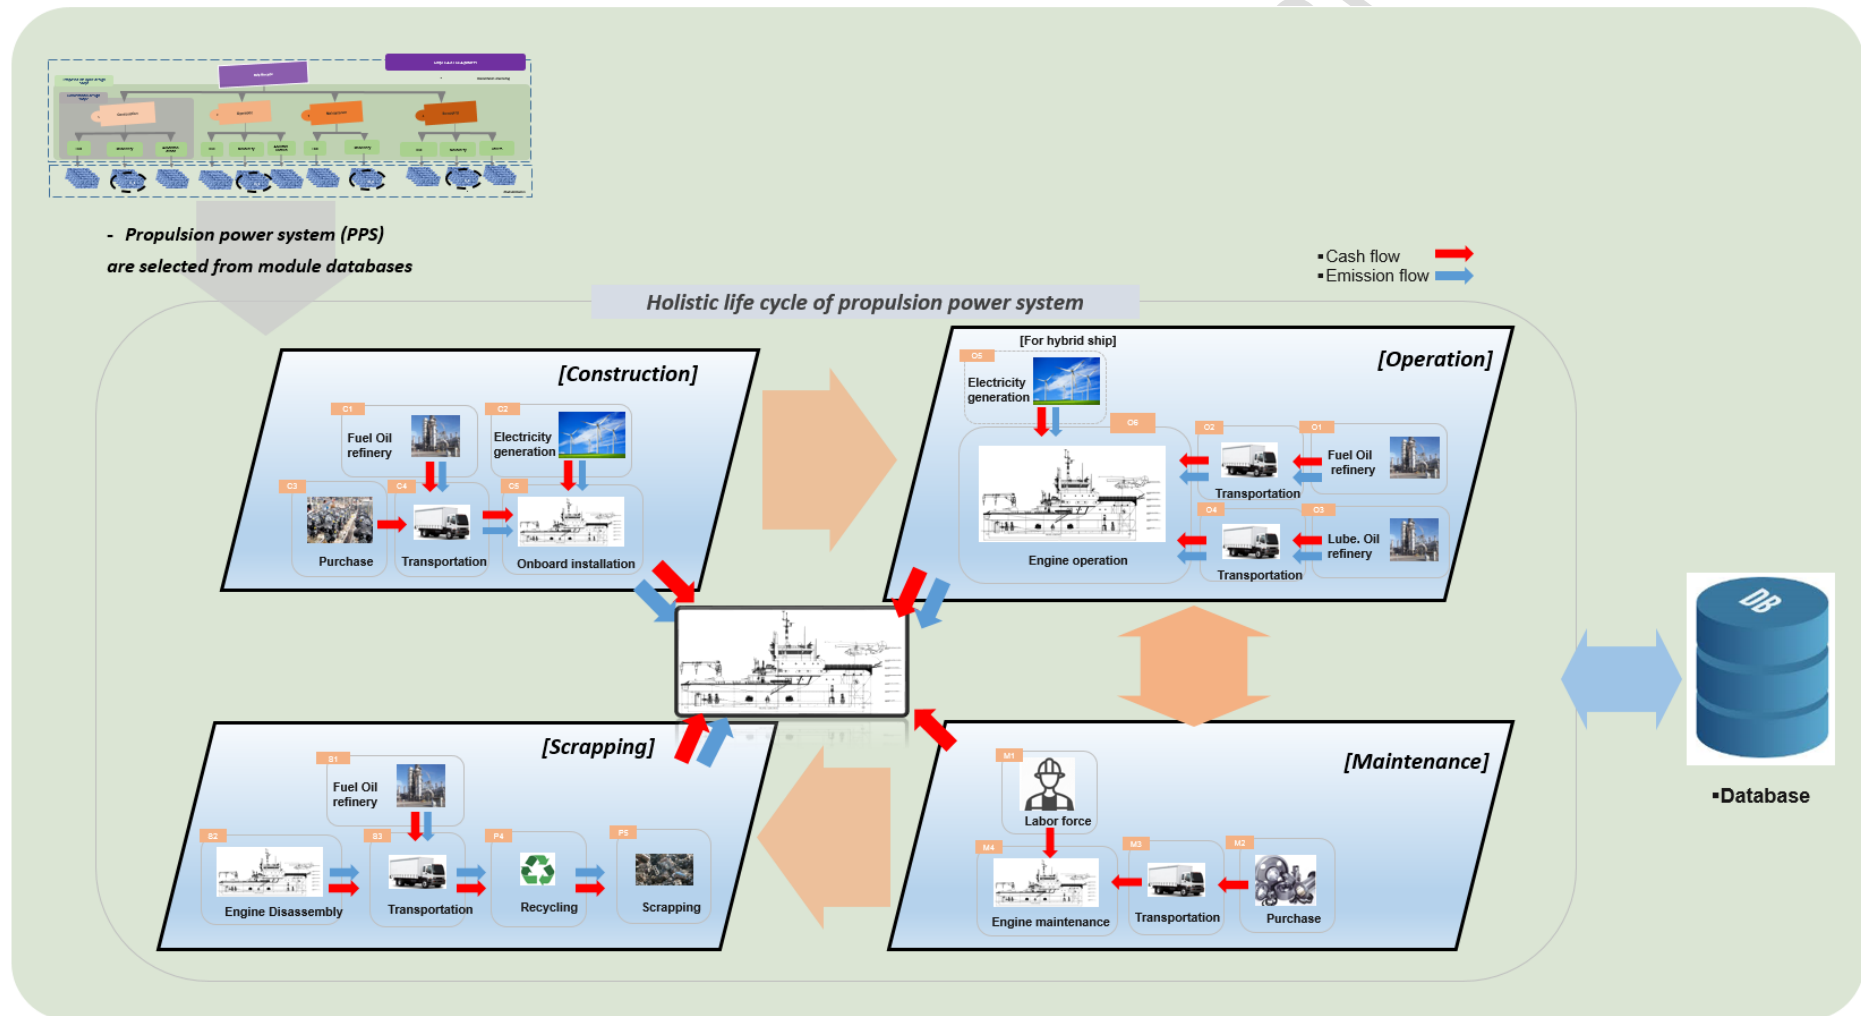 - Propulsion power system (PPS)
are selected from module databases
▪Cash flow
▪Emission flow
Holistic life cycle of propulsion power system
[Construction]
C1
Fuel Oil
refinery
C2
Electricity
generation
C3
Purchase
C4
Transportation
C5
Onboard installation
[For hybrid ship]
[Operation]
O5
Electricity
generation
O6
Engine operation
O2
Transportation
O1
Fuel Oil
refinery
O4
Transportation
O3
Lube. Oil
refinery
[Scrapping]
S1
Fuel Oil
refinery
S2
Engine Disassembly
S3
Transportation
P4
Recycling
P5
Scrapping
[Maintenance]
M1
Labor force
M4
Engine maintenance
M3
Transportation
M2
Purchase
DB
▪Database